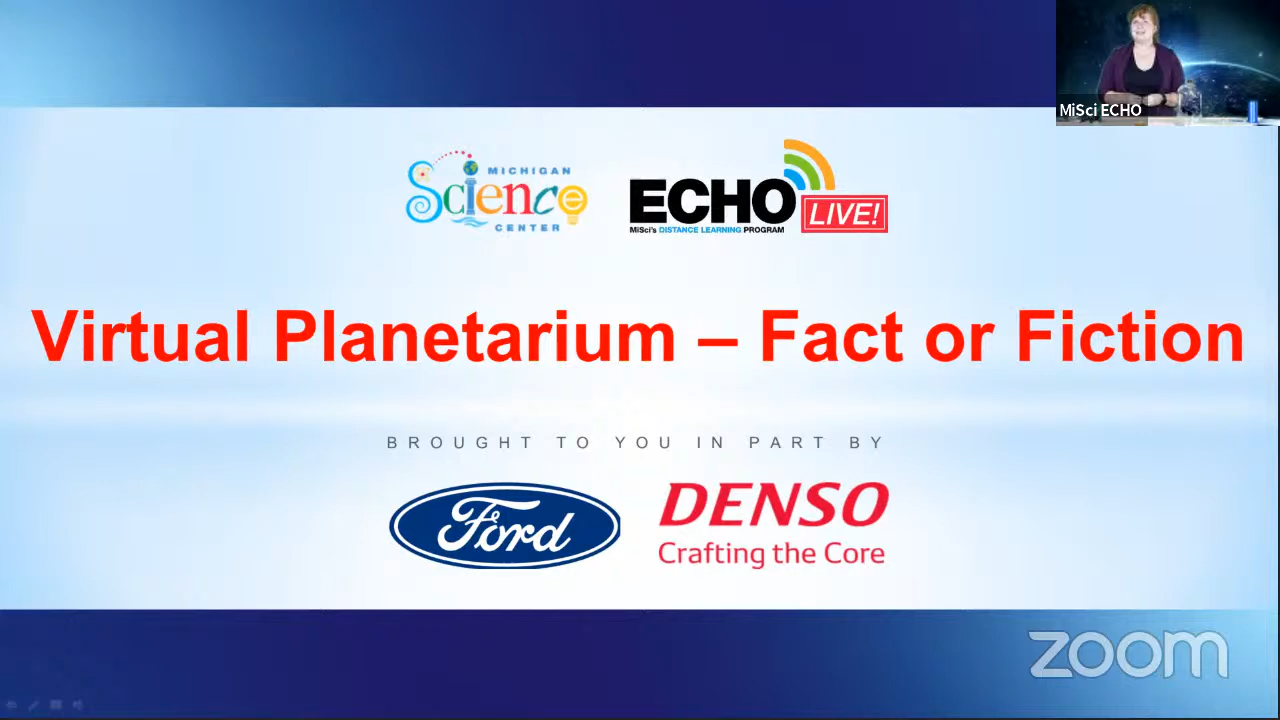 MiSci ECHO
MICHIGAN
Science
CENTER
ECHO
LIVE!
MiSci's DISTANCE LEARNING PROGRAM
Virtual Planetarium – Fact or Fiction
BROUGHT TO YOU IN PART BY
Ford
DENSO
Crafting the Core
zoom